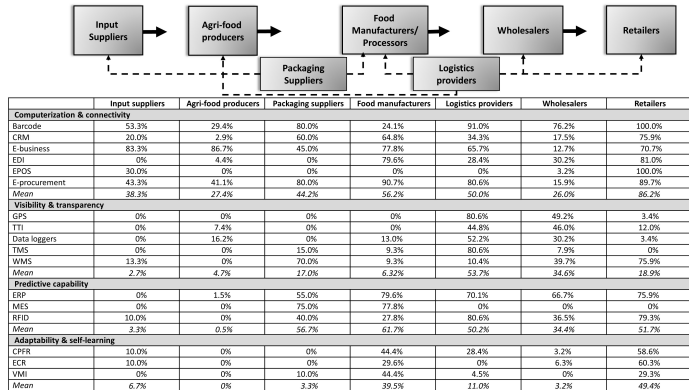 Input
Suppliers
Agri-food
producers
Food
Manufacturers/
Processors
Wholesalers
Retailers
Packaging
Suppliers
Logistics
providers
Input suppliers Agri-food producers Packaging suppliers Food manufacturers Logistics providers Wholesalers Retailers
Computerization & connectivity
Barcode 53.3% 29.4% 80.0% 24.1% 91.0% 76.2% 100.0%
CRM 20.0% 2.9% 60.0% 64.8% 34.3% 17.5% 75.9%
E-business 83.3% 86.7% 45.0% 77.8% 65.7% 12.7% 70.7%
EDI 0% 4.4% 0% 79.6% 28.4% 30.2% 81.0%
EPOS 30.0% 0% 0% 0% 0% 3.2% 100.0%
E-procurement 43.3% 41.1% 80.0% 90.7% 80.6% 15.9% 89.7%
Mean 38.3% 27.4% 44.2% 56.2% 50.0% 26.0% 86.2%
Visibility & transparency
GPS 0% 0% 0% 0% 80.6% 49.2% 3.4%
TTI 0% 7.4% 0% 0% 44.8% 46.0% 12.0%
Data loggers 0% 16.2% 0% 13.0% 52.2% 30.2% 3.4%
TMS 0% 0% 15.0% 9.3% 80.6% 7.9% 0%
WMS 13.3% 0% 70.0% 9.3% 10.4% 39.7% 75.9%
Mean 2.7% 4.7% 17.0% 6.32% 53.7% 34.6% 18.9%
Predictive capability
ERP 0% 1.5% 55.0% 79.6% 70.1% 66.7% 75.9%
MES 0% 0% 75.0% 77.8% 0% 0% 0%
RFID 10.0% 0% 40.0% 27.8% 80.6% 36.5% 79.3%
Mean 3.3% 0.5% 56.7% 61.7% 50.2% 34.4% 51.7%
Adaptability & self-learning
CPFR 10.0% 0% 0% 44.4% 28.4% 3.2% 58.6%
ECR 10.0% 0% 0% 29.6% 0% 6.3% 60.3%
VMI 0% 0% 10.0% 44.4% 4.5% 0% 29.3%
Mean 6.7% 0% 3.3% 39.5% 11.0% 3.2% 49.4%